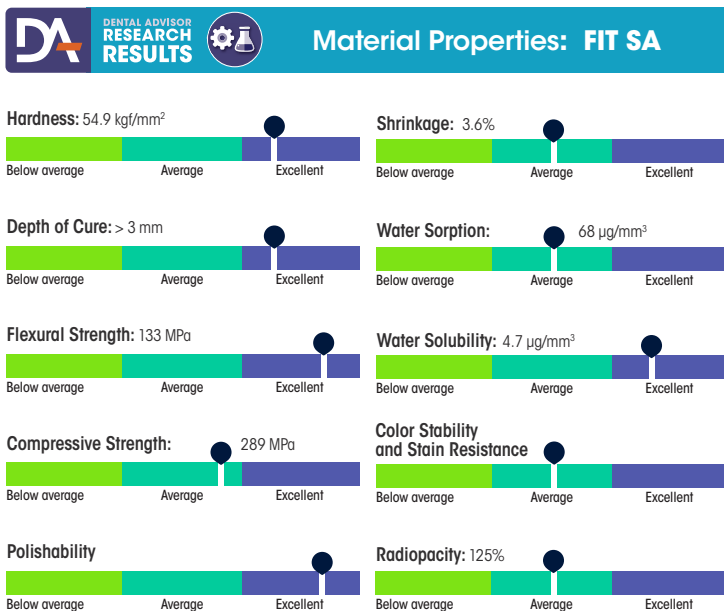 DA
DENTAL ADVISOR
RESEARCH
RESULTS
Material Properties: FIT SA
Hardness: 54.9 kgf/mm²
Below average Average Excellent
Depth of Cure: > 3 mm
Below average Average Excellent
Flexural Strength: 133 MPa
Below average Average Excellent
Compressive Strength: 289 MPa
Below average Average Excellent
Polishability
Below average Average Excellent
Shrinkage: 3.6%
Below average Average Excellent
Water Sorption: 68 µg/mm³
Below average Average Excellent
Water Solubility: 4.7 µg/mm³
Below average Average Excellent
Color Stability
and Stain Resistance
Below average Average Excellent
Radiopacity: 125%
Below average Average Excellent